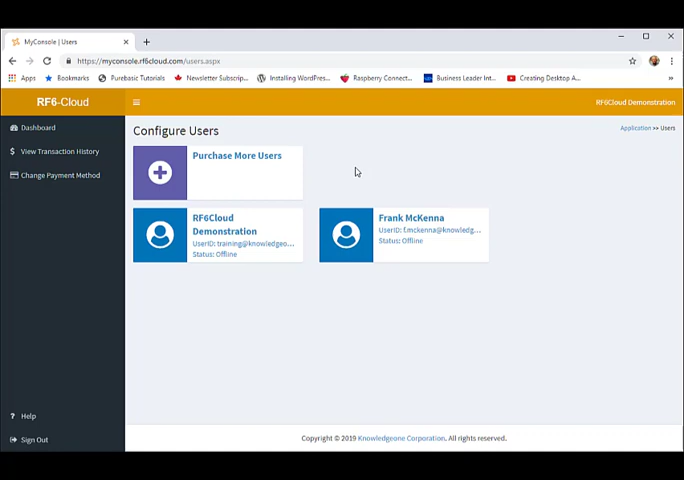 MyConsole | Users
https://myconsole.rf6cloud.com/users.aspx
Apps Bookmarks Purebasic Tutorials Newsletter Subscrip... Installing WordPres... Raspberry Connect... Business Leader Int... Creating Desktop A...
RF6-Cloud RF6Cloud Demonstration
Dashboard
View Transaction History
Change Payment Method
Help
Sign Out
Configure Users
Application >> Users
Purchase More Users
RF6Cloud
Demonstration
UserID: training@knowledgeo...
Status: Offline
Frank McKenna
UserID: f.mckenna@knowledg...
Status: Offline
Copyright © 2019 Knowledgeone Corporation. All rights reserved.